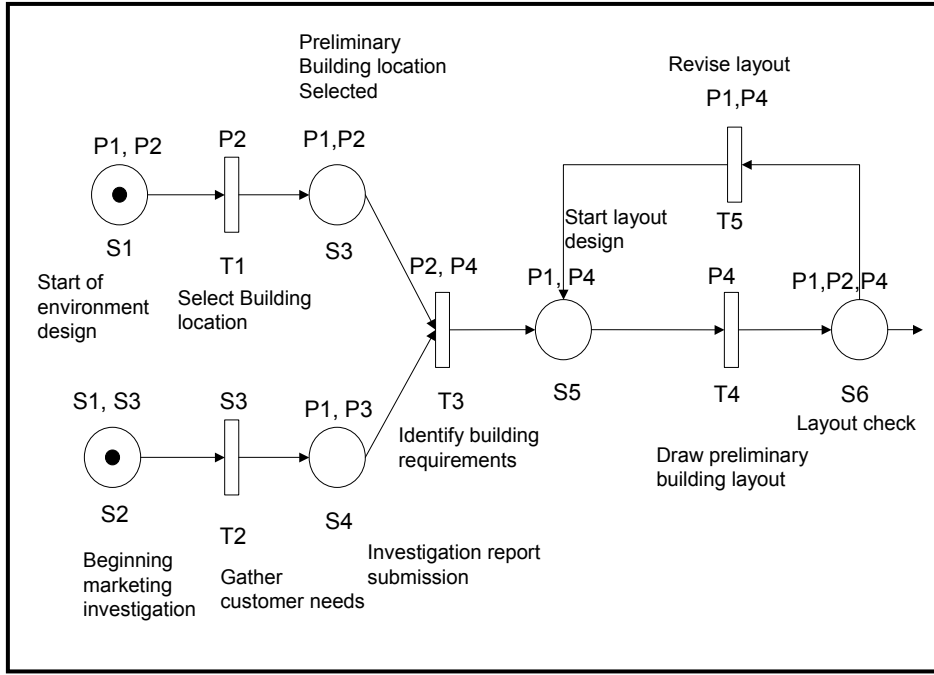 Preliminary
Building location
Selected
Revise layout
P1,P4
P1, P2
P2
P1,P2
S1
T1
S3
T5
Start of
environment
design
Select Building
location
Start layout
design
P2, P4
P1, P4
P4
P1,P2,P4
T3
S5
T4
S6
Identify building
requirements
Draw preliminary
building layout
Layout check
S1, S3
S3
P1, P3
S2
T2
S4
Beginning
marketing
investigation
Gather
customer needs
Investigation report
submission